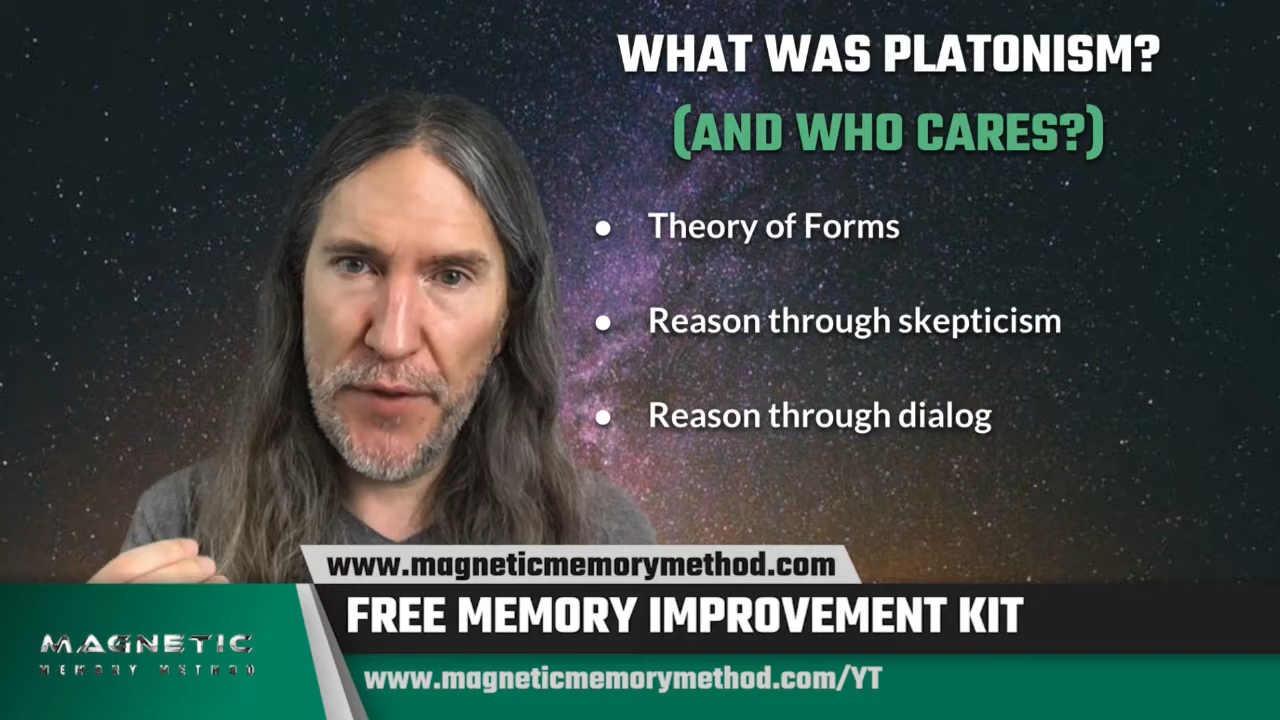 WHAT WAS PLATONISM?
(AND WHO CARES?)
• Theory of Forms
• Reason through skepticism
• Reason through dialog
www.magneticmemorymethod.com
FREE MEMORY IMPROVEMENT KIT
MAGNETIC
MEMORY METHOD
www.magneticmemorymethod.com/YT